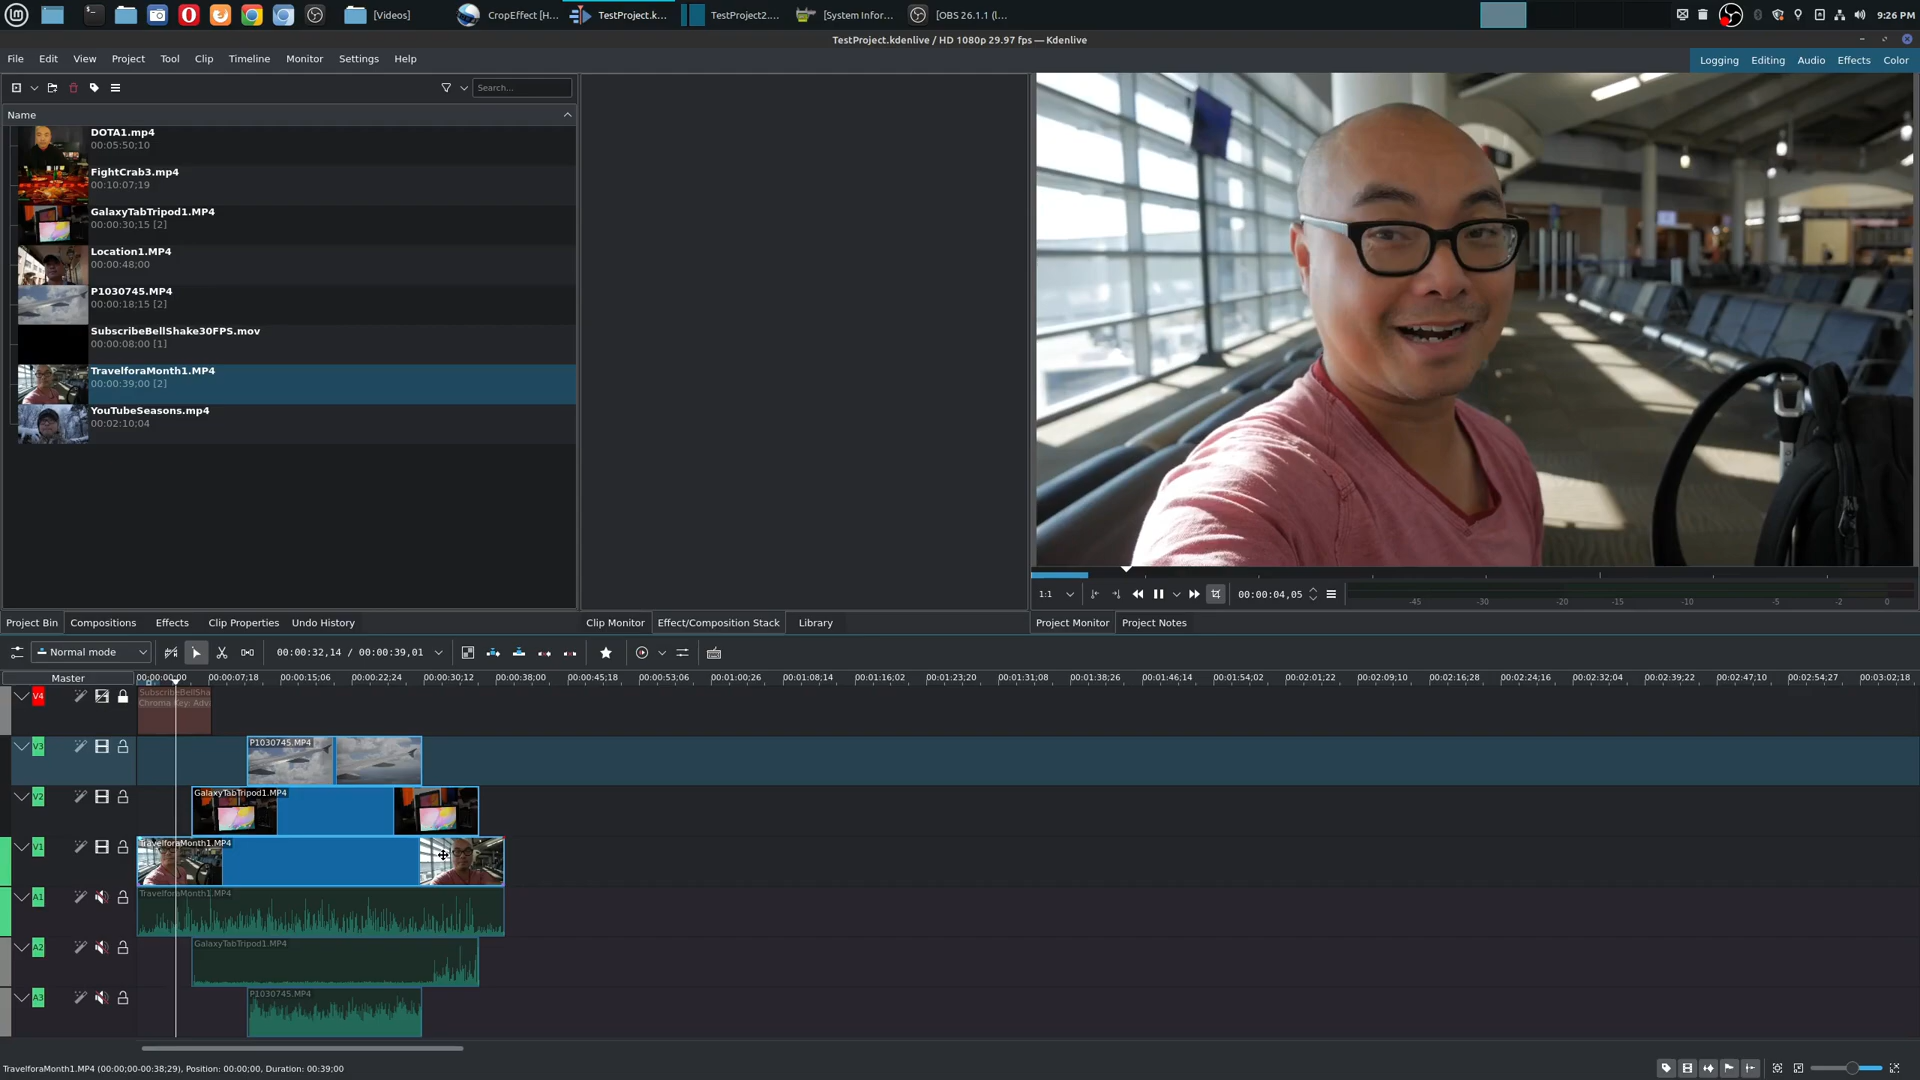 [Videos]
CropEffect [H...
TestProject.k...
TestProject2....
[System Infor...
[OBS 26.1.1 (l...
9:26 PM
TestProject.kdenlive / HD 1080p 29.97 fps — Kdenlive
File Edit View Project Tool Clip Timeline Monitor Settings Help
Logging Editing Audio Effects Color
Search...
Name
DOTA1.mp4
00:05:50;10
FightCrab3.mp4
00:10:07;19
GalaxyTabTripod1.MP4
00:00:30;15 [2]
Location1.MP4
00:00:48;00
P1030745.MP4
00:00:18;15 [2]
SubscribeBellShake30FPS.mov
00:00:08;00 [1]
TravelforaMonth1.MP4
00:00:39;00 [2]
YouTubeSeasons.mp4
00:02:10;04
1:1
00:00:04,05
-45 -30 -20 -15 -10 -5 -2 0
Project Bin Compositions Effects Clip Properties Undo History
Clip Monitor Effect/Composition Stack Library
Project Monitor Project Notes
Normal mode
00:00:32,14 / 00:00:39,01
Master
00:00:00;00 00:00:07;18 00:00:15;06 00:00:22;24 00:00:30;12 00:00:38;00 00:00:45;18 00:00:53;06 00:01:00;26 00:01:08;14 00:01:16;02 00:01:23;20 00:01:31;08 00:01:38;26 00:01:46;14 00:01:54;02 00:02:01;22 00:02:09;10 00:02:16;28 00:02:24;16 00:02:32;04 00:02:39;22 00:02:47;10 00:02:54;27 00:03:02;18
V4
SubscribeBellSha
Chroma Key: Adv
V3
P1030745.MP4
V2
GalaxyTabTripod1.MP4
V1
TravelforaMonth1.MP4
A1
TravelforaMonth1.MP4
A2
GalaxyTabTripod1.MP4
A3
P1030745.MP4
TravelforaMonth1.MP4 (00:00;00-00:38;29), Position: 00:00;00, Duration: 00:39;00